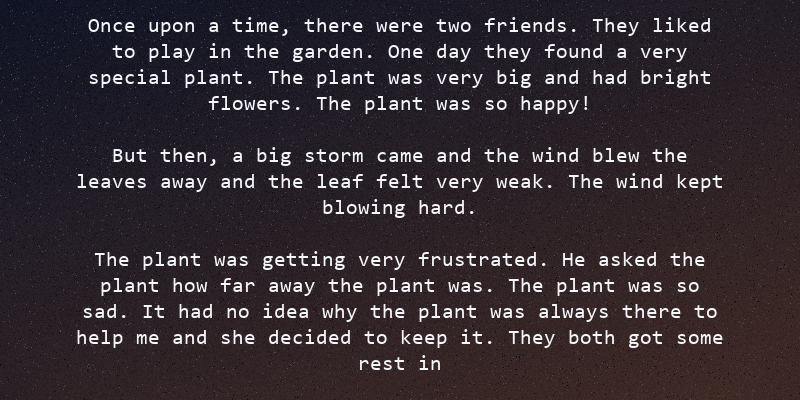 Once upon a time, there were two friends. They liked
to play in the garden. One day they found a very
special plant. The plant was very big and had bright
flowers. The plant was so happy!
But then, a big storm came and the wind blew the
leaves away and the leaf felt very weak. The wind kept
blowing hard.
The plant was getting very frustrated. He asked the
plant how far away the plant was. The plant was so
sad. It had no idea why the plant was always there to
help me and she decided to keep it. They both got some
rest in